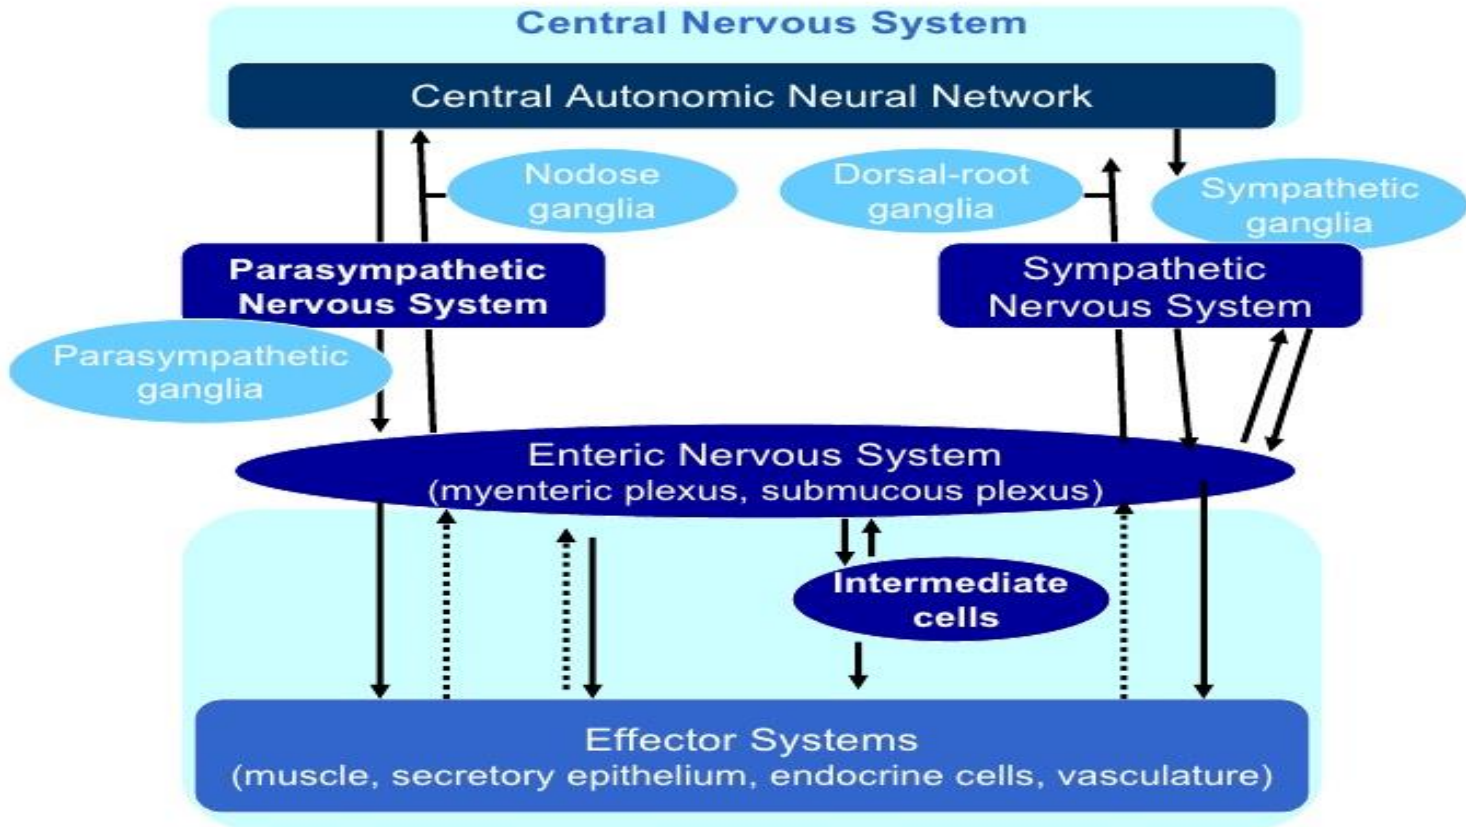 Central Nervous System
Central Autonomic Neural Network
Nodose
ganglia
Dorsal-root
ganglia
Sympathetic
ganglia
Parasympathetic
Nervous System
Sympathetic
Nervous System
Parasympathetic
ganglia
Enteric Nervous System
(myenteric plexus, submucous plexus)
Intermediate
cells
Effector Systems
(muscle, secretory epithelium, endocrine cells, vasculature)